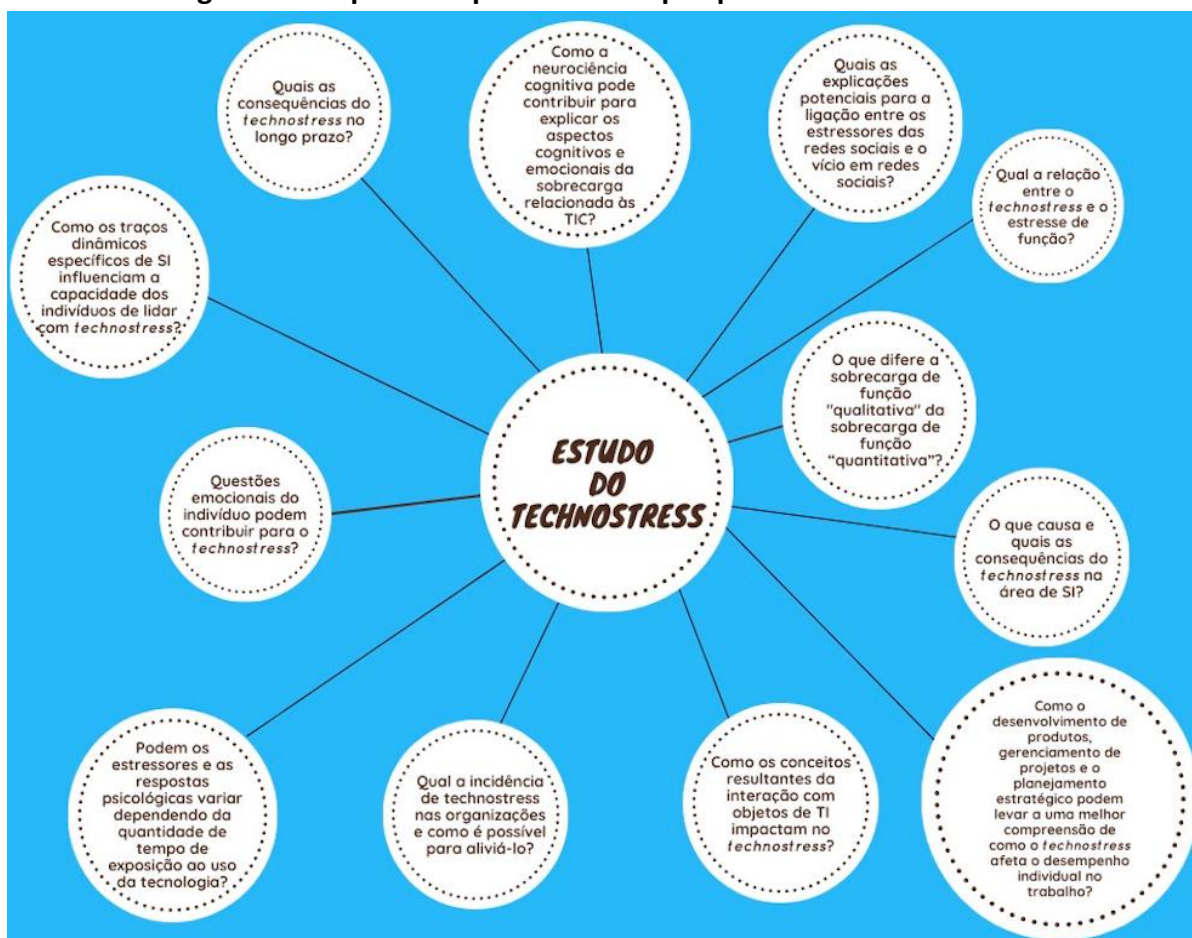 Quais as
consequências do
technostress no
longo prazo?
Como a
neurociência
cognitiva pode
contribuir para
explicar os
aspectos
cognitivos e
emocionais da
sobrecarga
relacionada às
TIC?
Quais as
explicações
potenciais para a
ligação entre os
estressores das
redes sociais e o
vício em redes
sociais?
Qual a relação
entre o
technostress e o
estresse de
função?
Como os traços
dinâmicos
específicos de SI
influenciam a
capacidade dos
indivíduos de lidar
com technostress?
O que difere a
sobrecarga de
função
"qualitativa" da
sobrecarga de
função
“quantitativa”?
ESTUDO
DO
TECHNOSTRESS
Questões
emocionais do
indivíduo podem
contribuir para o
technostress?
O que causa e
quais as
consequências do
technostress na
área de SI?
Podem os
estressores e as
respostas
psicológicas variar
dependendo da
quantidade de
tempo de
exposição ao uso
da tecnologia?
Qual a incidência
de technostress
nas organizações
e como é possível
para aliviá-lo?
Como os conceitos
resultantes da
interação com
objetos de TI
impactam no
technostress?
Como o
desenvolvimento de
produtos,
gerenciamento de
projetos e o
planejamento
estratégico podem
levar a uma melhor
compreensão de
como o technostress
afeta o desempenho
individual no
trabalho?